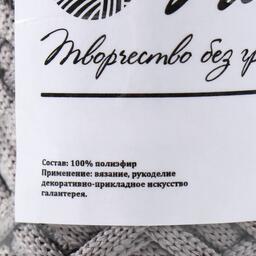 Творчество без
Состав: 100% полиэфир
Применение: вязание, рукоделие
декоративно-прикладное искусство
галантерея.